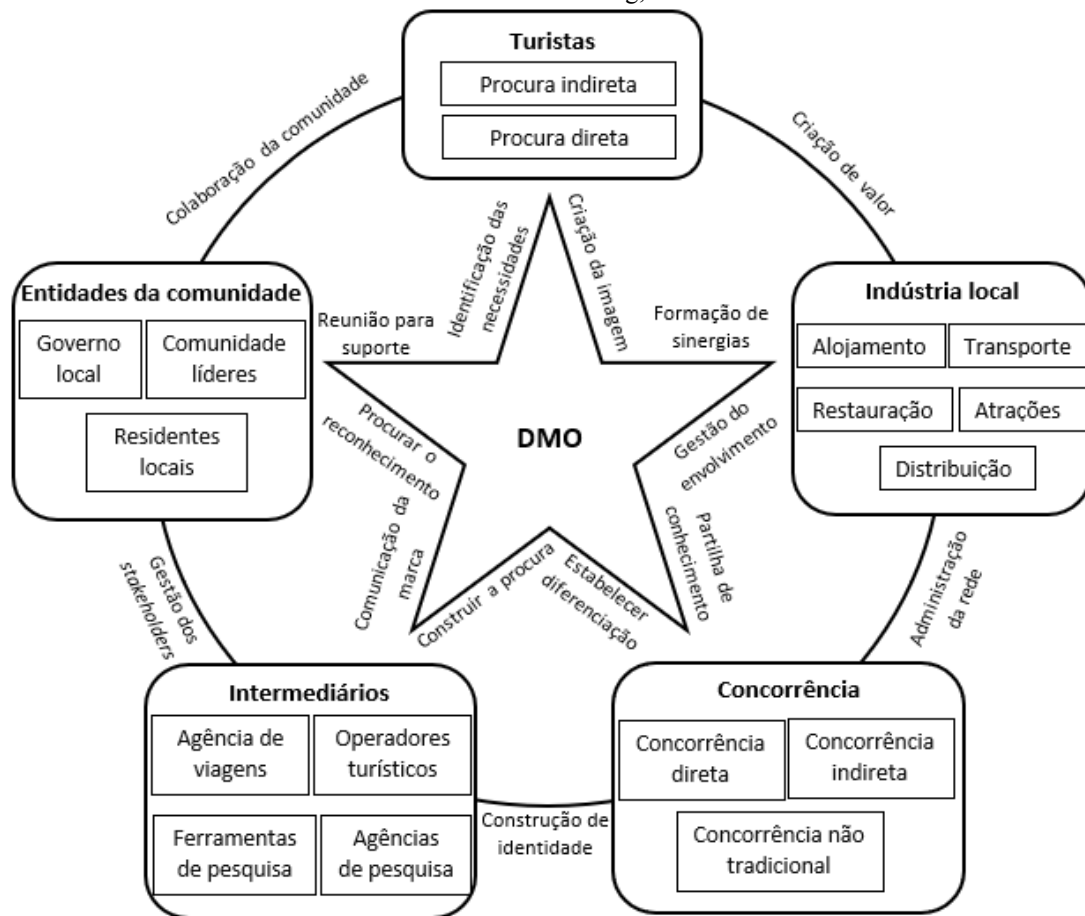 Turistas
Procura indireta
Procura direta
Colaboração da comunidade
Criação de valor
Entidades da comunidade
Governo
local
Comunidade
líderes
Residentes
locais
Reunião para
suporte
Identificação das
necessidades
Criação da imagem
Formação de
sinergias
Indústria local
Alojamento
Transporte
Restauração
Atrações
Distribuição
Procurar o
reconhecimento
DMO
Gestão do
envolvimento
Comunicação da
marca
Construir a procura
Estabelecer
diferenciação
Partilha de
conhecimento
Gestão dos
stakeholders
Administração
da rede
Intermediários
Agência de
viagens
Operadores
turísticos
Ferramentas
de pesquisa
Agências
de pesquisa
Construção de
identidade
Concorrência
Concorrência
direta
Concorrência
indireta
Concorrência não
tradicional